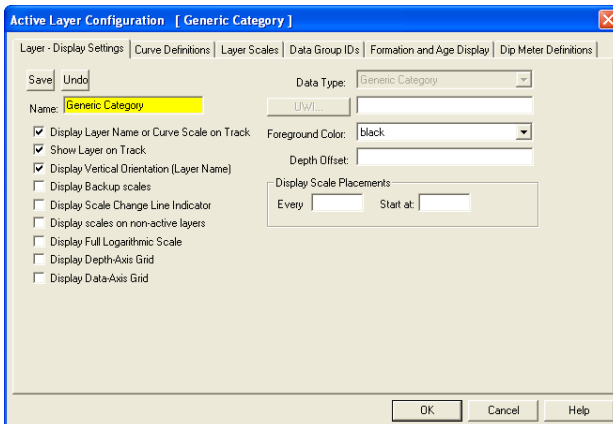 Active Layer Configuration [ Generic Category ]
Layer - Display Settings Curve Definitions Layer Scales Data Group IDs Formation and Age Display Dip Meter Definitions
Save Undo
Name: Generic Category
Display Layer Name or Curve Scale on Track
Show Layer on Track
Display Vertical Orientation (Layer Name)
Display Backup scales
Display Scale Change Line Indicator
Display scales on non-active layers
Display Full Logarithmic Scale
Display Depth-Axis Grid
Display Data-Axis Grid
Data Type: Generic Category
UWI...
Foreground Color: black
Depth Offset:
Display Scale Placements
Every Start at:
OK Cancel Help